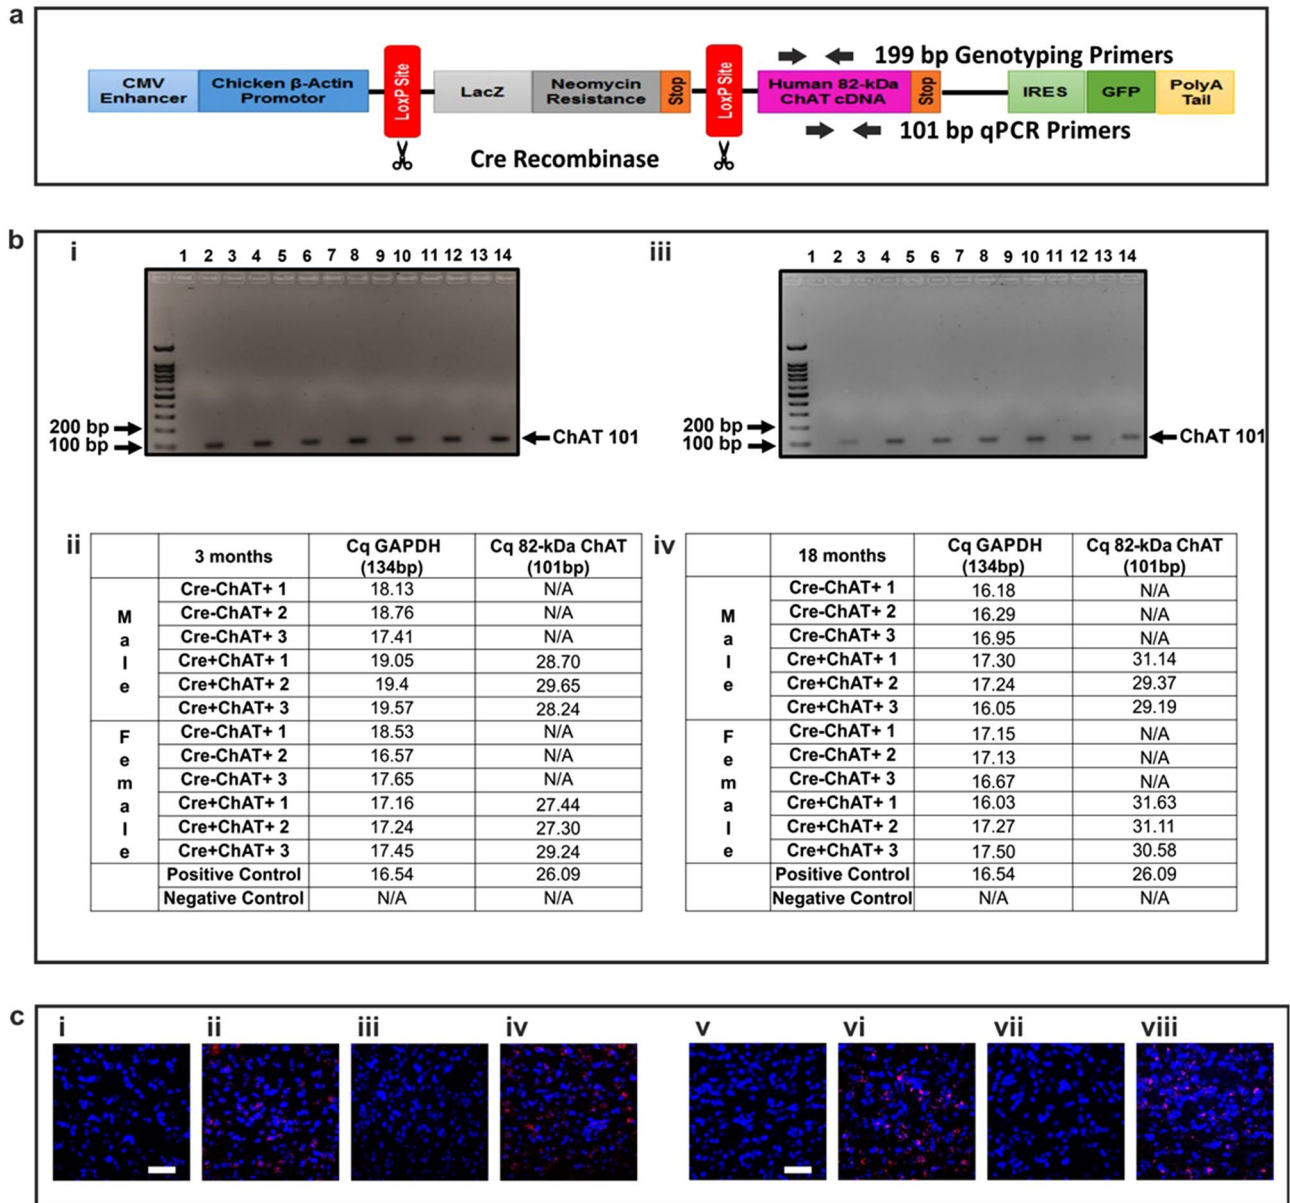 a
CMV
Enhancer
Chicken β-Actin
Promotor
LoxP Site
LacZ
Neomycin
Resistance
Stop
LoxP Site
Human 82-kDa
ChAT cDNA
Stop
IRES
GFP
PolyA
Tail
199 bp Genotyping Primers
101 bp qPCR Primers
Cre Recombinase
b
i
1 2 3 4 5 6 7 8 9 10 11 12 13 14
200 bp
100 bp
ChAT 101
iii
1 2 3 4 5 6 7 8 9 10 11 12 13 14
200 bp
100 bp
ChAT 101
ii
3 months Cq GAPDH (134bp) Cq 82-kDa ChAT (101bp)
Male
Cre-ChAT+ 1 18.13 N/A
Cre-ChAT+ 2 18.76 N/A
Cre-ChAT+ 3 17.41 N/A
Cre+ChAT+ 1 19.05 28.70
Cre+ChAT+ 2 19.4 29.65
Cre+ChAT+ 3 19.57 28.24
Female
Cre-ChAT+ 1 18.53 N/A
Cre-ChAT+ 2 16.57 N/A
Cre-ChAT+ 3 17.65 N/A
Cre+ChAT+ 1 17.16 27.44
Cre+ChAT+ 2 17.24 27.30
Cre+ChAT+ 3 17.45 29.24
Positive Control 16.54 26.09
Negative Control N/A N/A
iv
18 months Cq GAPDH (134bp) Cq 82-kDa ChAT (101bp)
Male
Cre-ChAT+ 1 16.18 N/A
Cre-ChAT+ 2 16.29 N/A
Cre-ChAT+ 3 16.95 N/A
Cre+ChAT+ 1 17.30 31.14
Cre+ChAT+ 2 17.24 29.37
Cre+ChAT+ 3 16.05 29.19
Female
Cre-ChAT+ 1 17.15 N/A
Cre-ChAT+ 2 17.13 N/A
Cre-ChAT+ 3 16.67 N/A
Cre+ChAT+ 1 16.03 31.63
Cre+ChAT+ 2 17.27 31.11
Cre+ChAT+ 3 17.50 30.58
Positive Control 16.54 26.09
Negative Control N/A N/A
c
i ii iii iv v vi vii viii